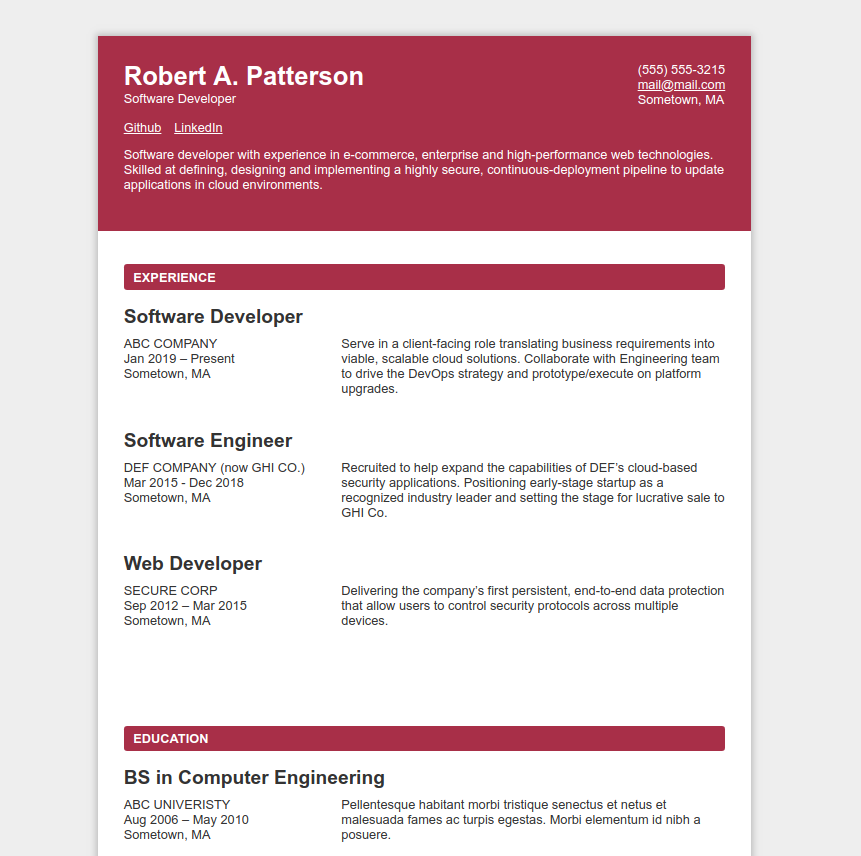 Robert A. Patterson
Software Developer
(555) 555-3215
mail@mail.com
Sometown, MA
Github LinkedIn
Software developer with experience in e-commerce, enterprise and high-performance web technologies.
Skilled at defining, designing and implementing a highly secure, continuous-deployment pipeline to update
applications in cloud environments.
EXPERIENCE
Software Developer
ABC COMPANY
Jan 2019 – Present
Sometown, MA
Serve in a client-facing role translating business requirements into
viable, scalable cloud solutions. Collaborate with Engineering team
to drive the DevOps strategy and prototype/execute on platform
upgrades.
Software Engineer
DEF COMPANY (now GHI CO.)
Mar 2015 - Dec 2018
Sometown, MA
Recruited to help expand the capabilities of DEF’s cloud-based
security applications. Positioning early-stage startup as a
recognized industry leader and setting the stage for lucrative sale to
GHI Co.
Web Developer
SECURE CORP
Sep 2012 – Mar 2015
Sometown, MA
Delivering the company’s first persistent, end-to-end data protection
that allow users to control security protocols across multiple
devices.
EDUCATION
BS in Computer Engineering
ABC UNIVERISTY
Aug 2006 – May 2010
Sometown, MA
Pellentesque habitant morbi tristique senectus et netus et
malesuada fames ac turpis egestas. Morbi elementum id nibh a
posuere.